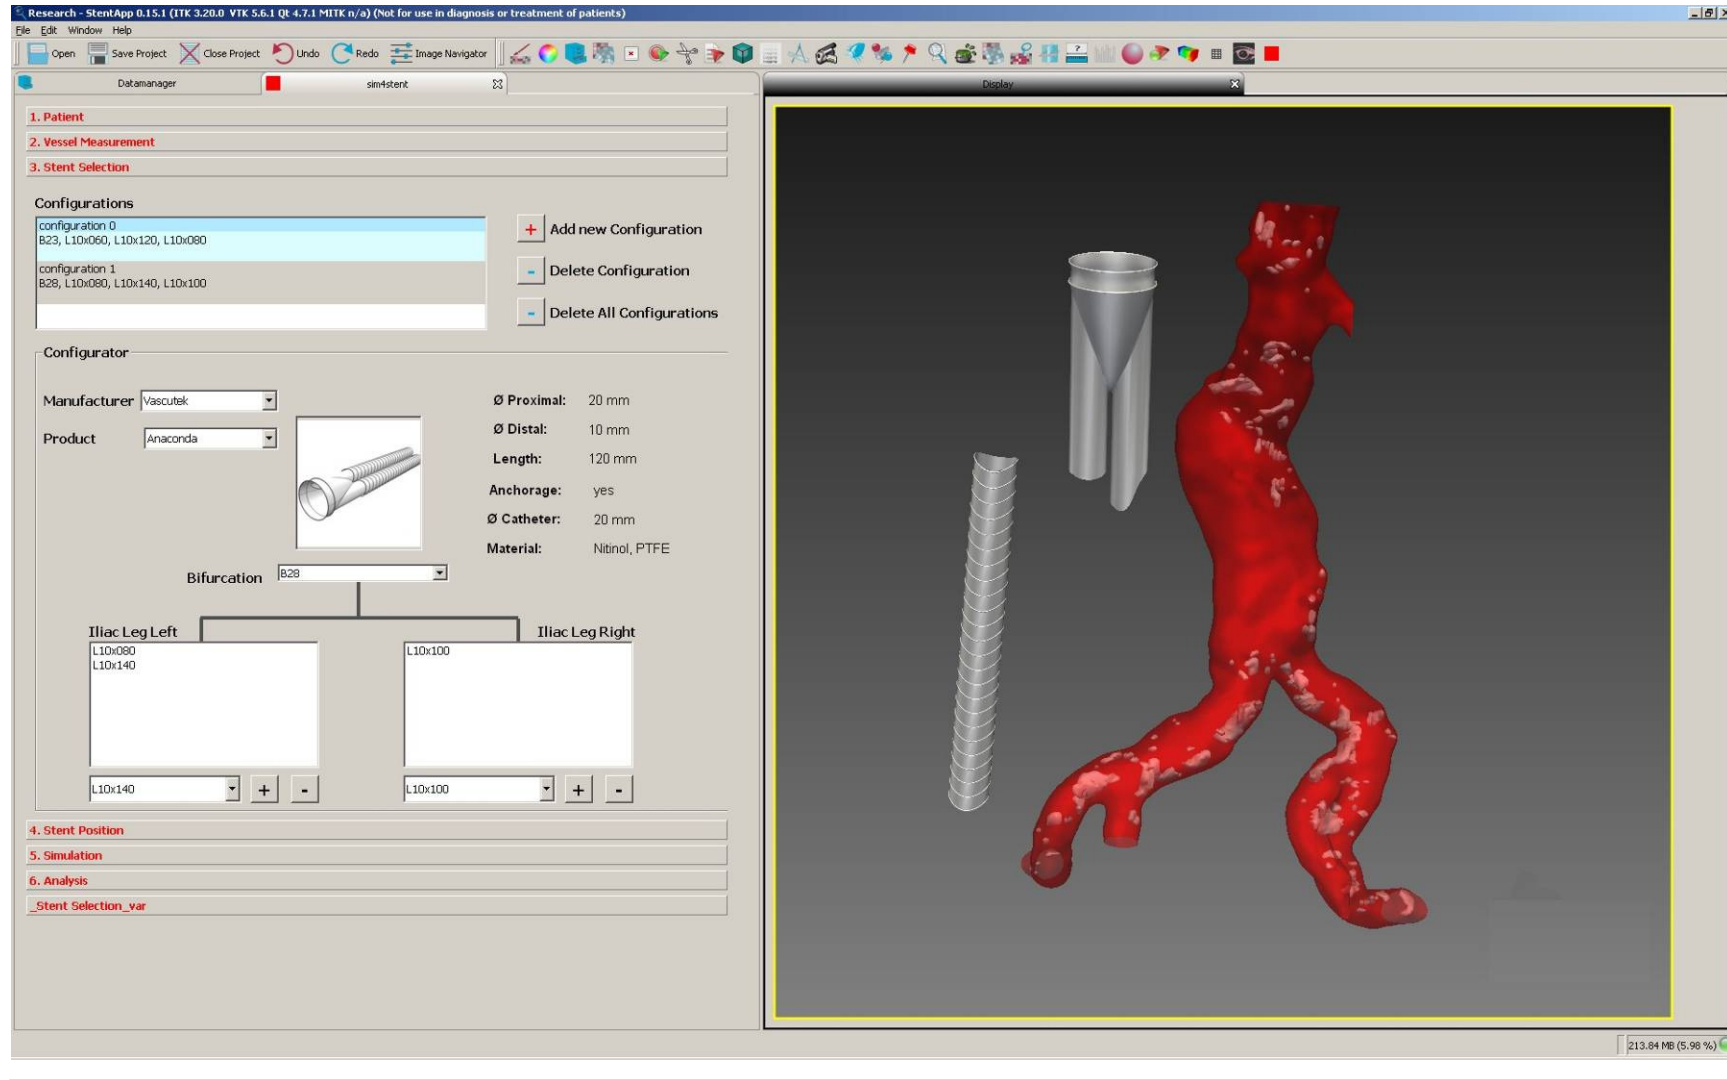 Research - StentApp 0.15.1 (ITK 3.20.0 VTK 5.6.1 Qt 4.7.1 MITK n/a) (Not for use in diagnosis or treatment of patients)
File Edit Window Help
Open Save Project Close Project Undo Redo Image Navigator
Datamanager sim4stent Display
1. Patient
2. Vessel Measurement
3. Stent Selection
Configurations
configuration 0
B23, L10x060, L10x120, L10x080
configuration 1
B28, L10x080, L10x140, L10x100
+ Add new Configuration
- Delete Configuration
- Delete All Configurations
Configurator
Manufacturer Vascutek
Product Anaconda
Ø Proximal: 20 mm
Ø Distal: 10 mm
Length: 120 mm
Anchorage: yes
Ø Catheter: 20 mm
Material: Nitinol, PTFE
Bifurcation B28
Iliac Leg Left
L10x080
L10x140
L10x140 + -
Iliac Leg Right
L10x100
L10x100 + -
4. Stent Position
5. Simulation
6. Analysis
_Stent Selection_var
213.84 MB (5.98 %)